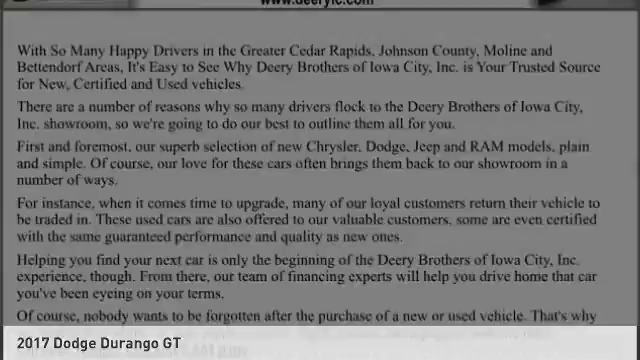 www.deeryic.com
With So Many Happy Drivers in the Greater Cedar Rapids, Johnson County, Moline and
Bettendorf Areas, It's Easy to See Why Deery Brothers of Iowa City, Inc. is Your Trusted Source
for New, Certified and Used vehicles.
There are a number of reasons why so many drivers flock to the Deery Brothers of Iowa City,
Inc. showroom, so we're going to do our best to outline them all for you.
First and foremost, our superb selection of new Chrysler, Dodge, Jeep and RAM models, plain
and simple. Of course, our love for these cars often brings them back to our showroom in a
number of ways.
For instance, when it comes time to upgrade, many of our loyal customers return their vehicle to
be traded in. These used cars are also offered to our valuable customers, some are even certified
with the same guaranteed performance and quality as new ones.
Helping you find your next car is only the beginning of the Deery Brothers of Iowa City, Inc.
experience, though. From there, our team of financing experts will help you drive home that car
you've been eyeing on your terms.
Of course, nobody wants to be forgotten after the purchase of a new or used vehicle. That's why
2017 Dodge Durango GT